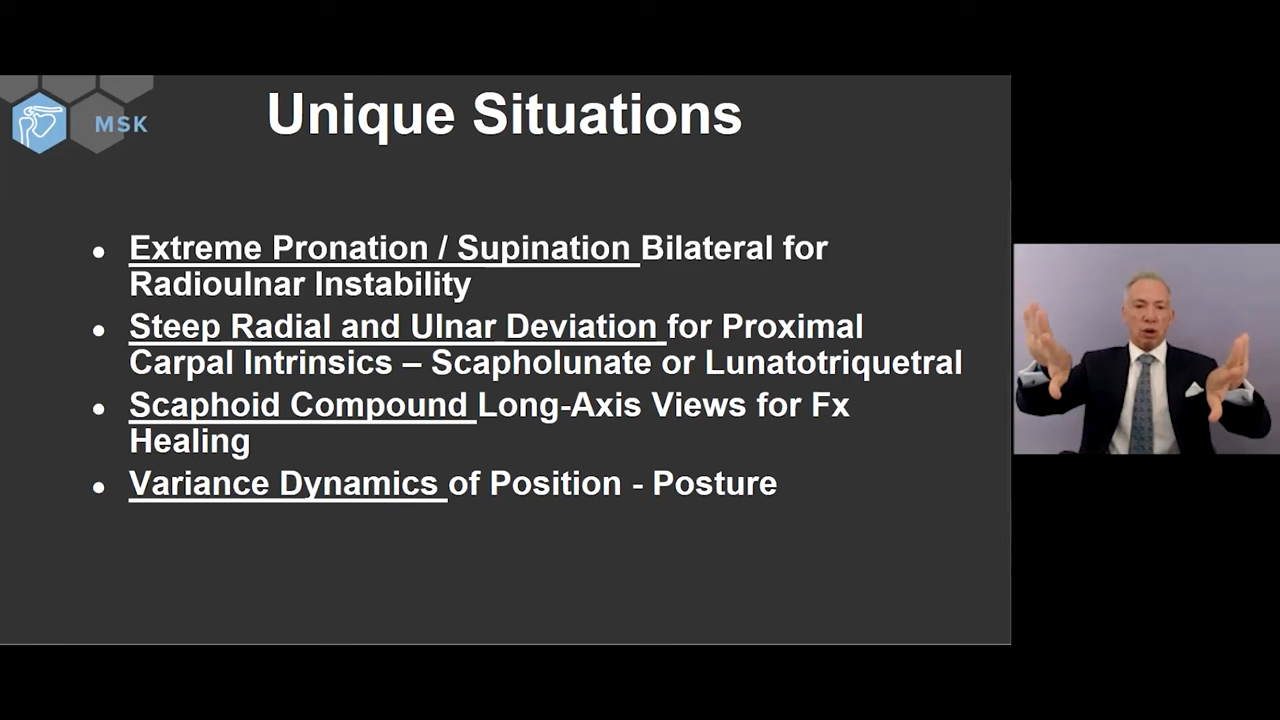 MSK
Unique Situations
● Extreme Pronation / Supination Bilateral for
Radioulnar Instability
● Steep Radial and Ulnar Deviation for Proximal
Carpal Intrinsics – Scapholunate or Lunatotriquetral
● Scaphoid Compound Long-Axis Views for Fx
Healing
● Variance Dynamics of Position - Posture